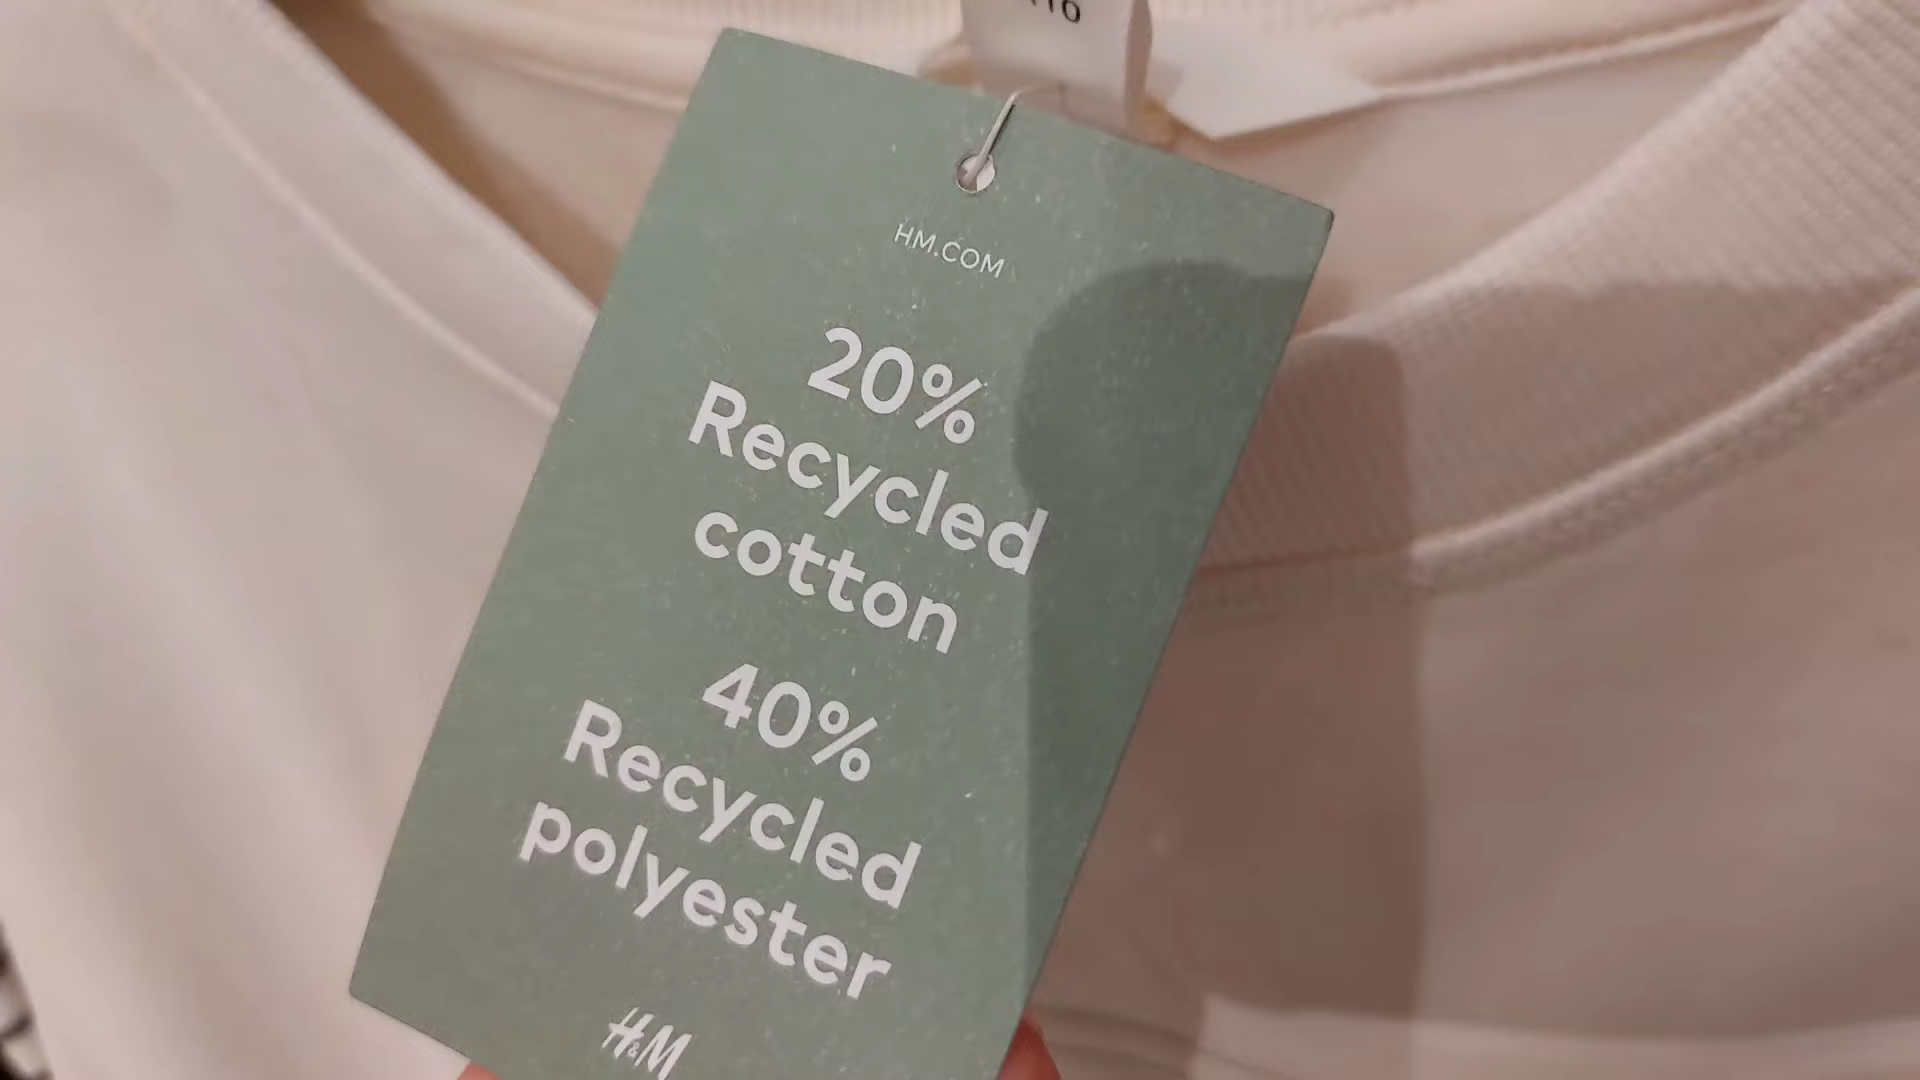 HM.COM
20%
Recycled
cotton
40%
Recycled
polyester
H&M